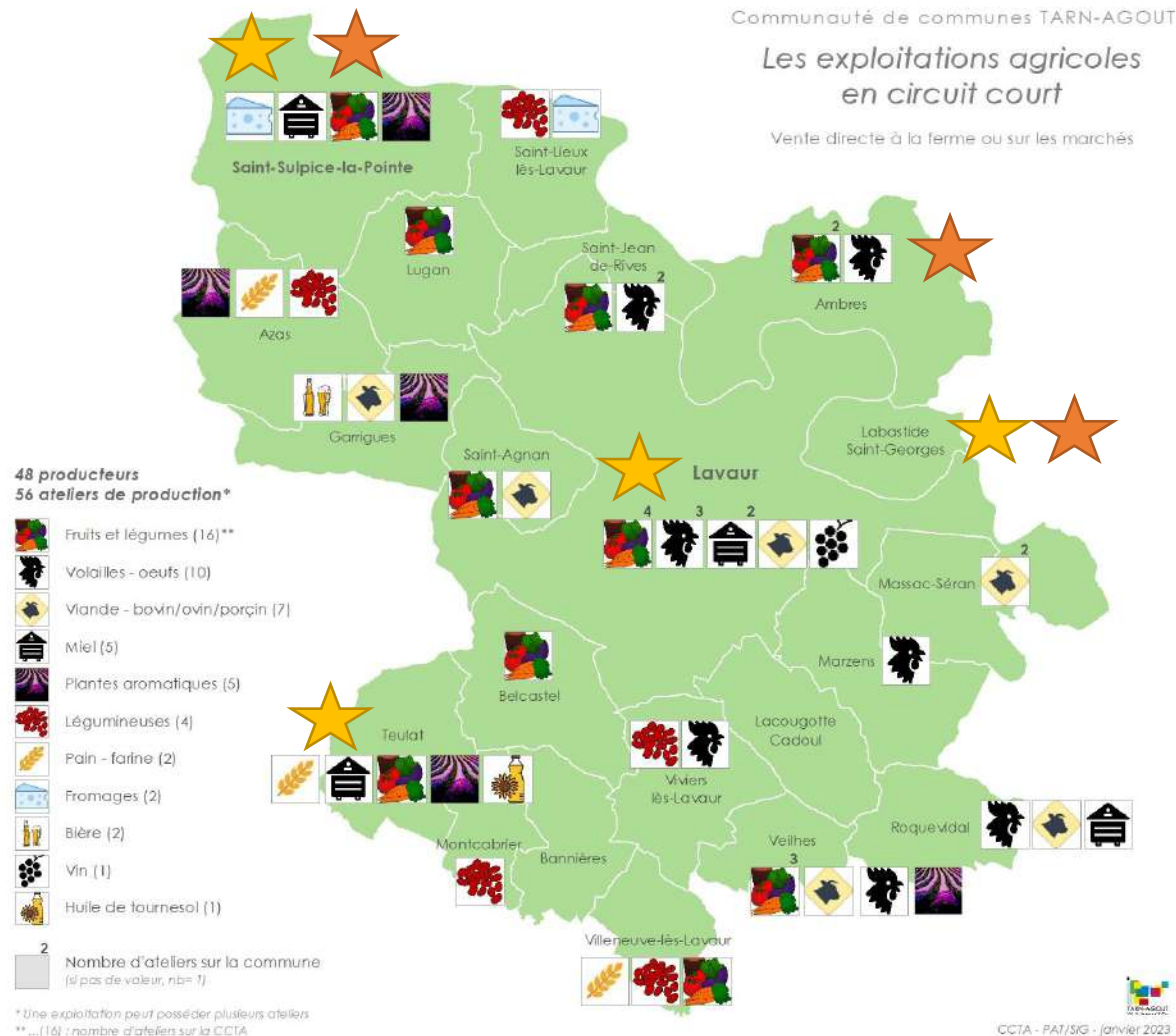 Communauté de communes TARN-AGOUT
Les exploitations agricoles
en circuit court
Vente directe à la ferme ou sur les marchés
Saint-Sulpice-la-Pointe
Saint-Lieux
lès-Lavaur
Lugan
Saint-Jean
de-Rives
2
2
Ambres
Azas
Garrigues
Saint-Agnan
Labastide
Saint-Georges
Lavaur
4
3
2
Massac-Séran
2
Marzens
Belcastel
Teulat
Lacougotte
Cadoul
Viviers
lès-Lavaur
Montcabrier
Bannières
Veilhes
3
Roquevidal
Villeneuve-lès-Lavaur
48 producteurs
56 ateliers de production*
Fruits et légumes (16)**
Volailles - oeufs (10)
Viande - bovin/ovin/porçin (7)
Miel (5)
Plantes aromatiques (5)
Légumineuses (4)
Pain - farine (2)
Fromages (2)
Bière (2)
Vin (1)
Huile de tournesol (1)
2
Nombre d'ateliers sur la commune
(si pas de valeur, nb= 1)
* Une exploitation peut posséder plusieurs ateliers
** ...(16) : nombre d'ateliers sur la CCTA
TARN-AGOUT
CCTA - PAT/SIG - janvier 2023